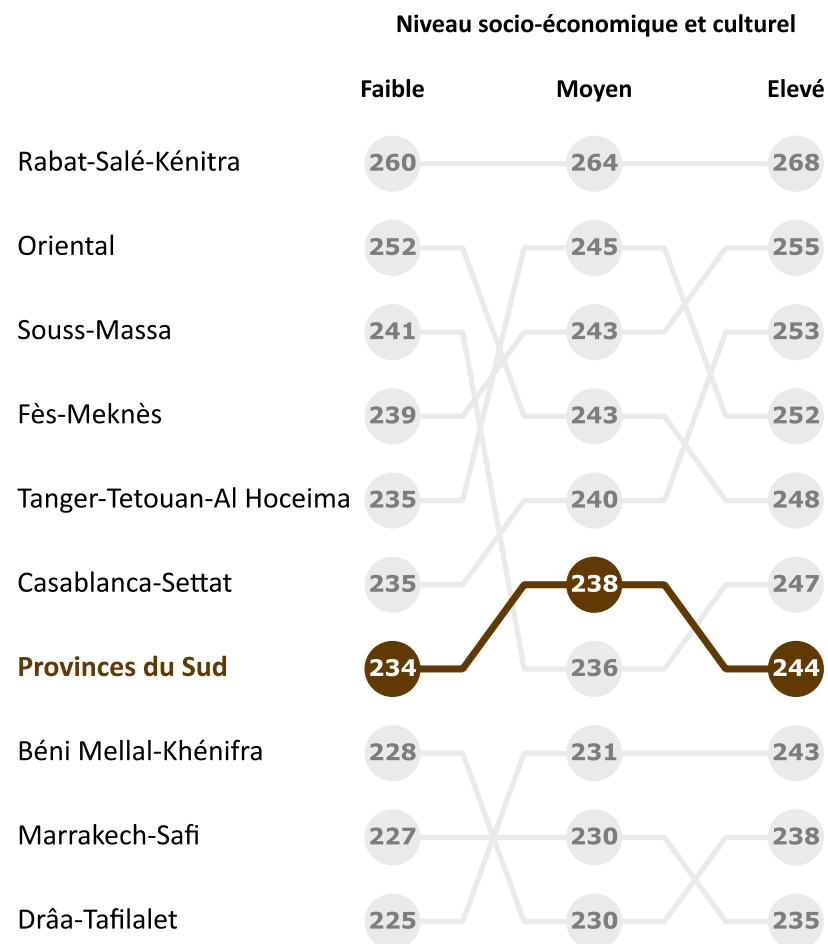 Niveau socio-économique et culturel
Faible Moyen Elevé
Rabat-Salé-Kénitra 260 264 268
Oriental 252 245 255
Souss-Massa 241 243 253
Fès-Meknès 239 243 252
Tanger-Tetouan-Al Hoceima 235 240 248
Casablanca-Settat 235 238 247
Provinces du Sud 234 236 244
Béni Mellal-Khénifra 228 231 243
Marrakech-Safi 227 230 238
Drâa-Tafilalet 225 230 235